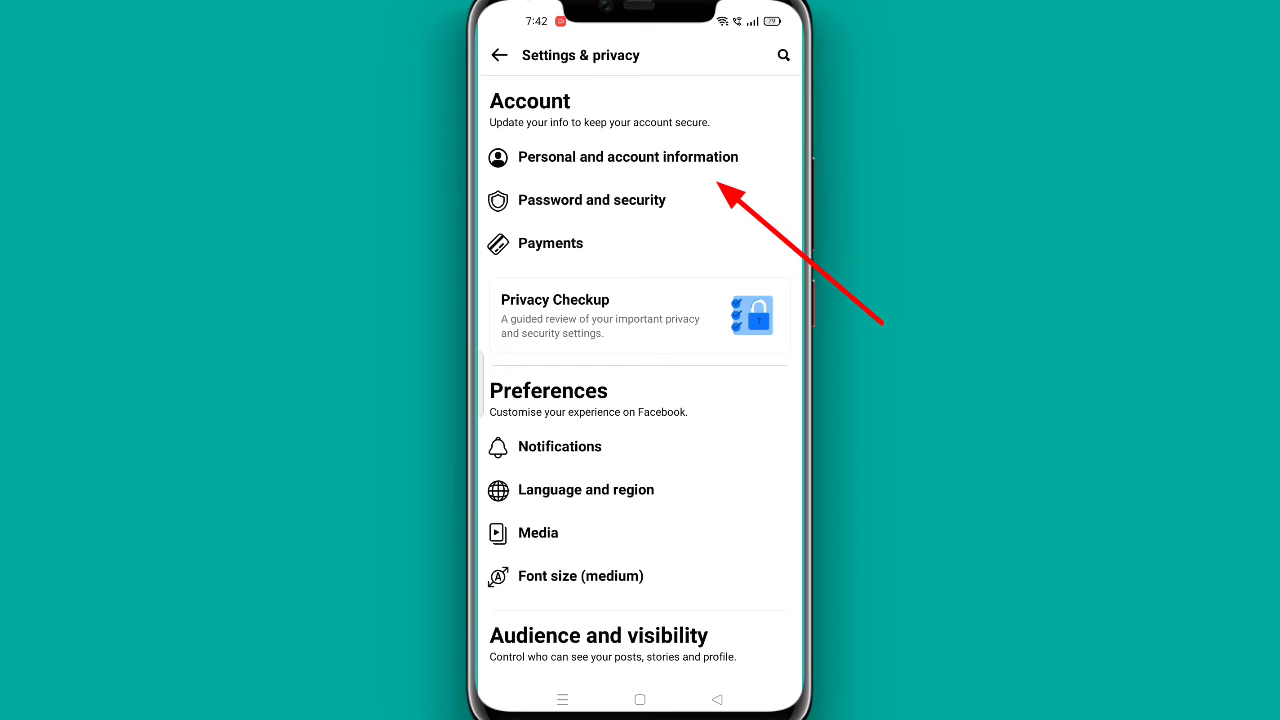 7:42
79
Settings & privacy
Account
Update your info to keep your account secure.
Personal and account information
Password and security
Payments
Privacy Checkup
A guided review of your important privacy
and security settings.
Preferences
Customise your experience on Facebook.
Notifications
Language and region
Media
A
Font size (medium)
Audience and visibility
Control who can see your posts, stories and profile.